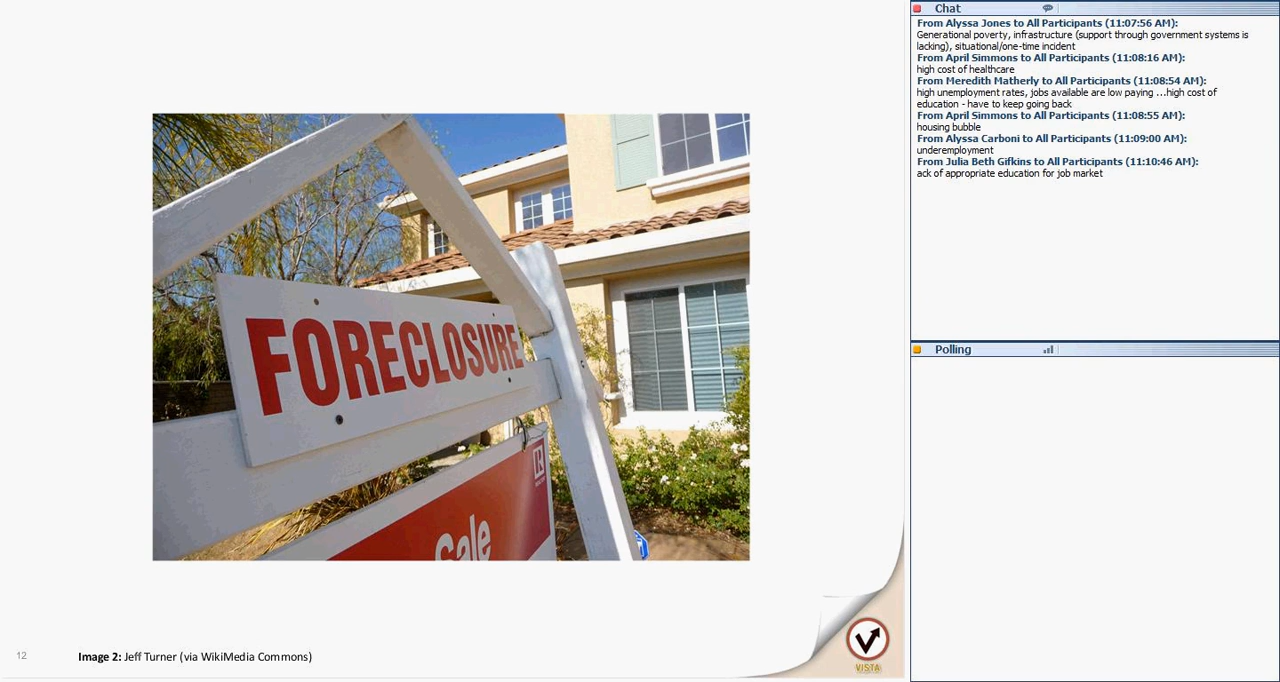 FORECLOSURE
Sale
12
Image 2: Jeff Turner (via WikiMedia Commons)
VISTA
Chat
From Alyssa Jones to All Participants (11:07:56 AM):
Generational poverty, infrastructure (support through government systems is
lacking), situational/one-time incident
From April Simmons to All Participants (11:08:16 AM):
high cost of healthcare
From Meredith Matherly to All Participants (11:08:54 AM):
high unemployment rates, jobs available are low paying ...high cost of
education - have to keep going back
From April Simmons to All Participants (11:08:55 AM):
housing bubble
From Alyssa Carboni to All Participants (11:09:00 AM):
underemployment
From Julia Beth Gifkins to All Participants (11:10:46 AM):
ack of appropriate education for job market
Polling